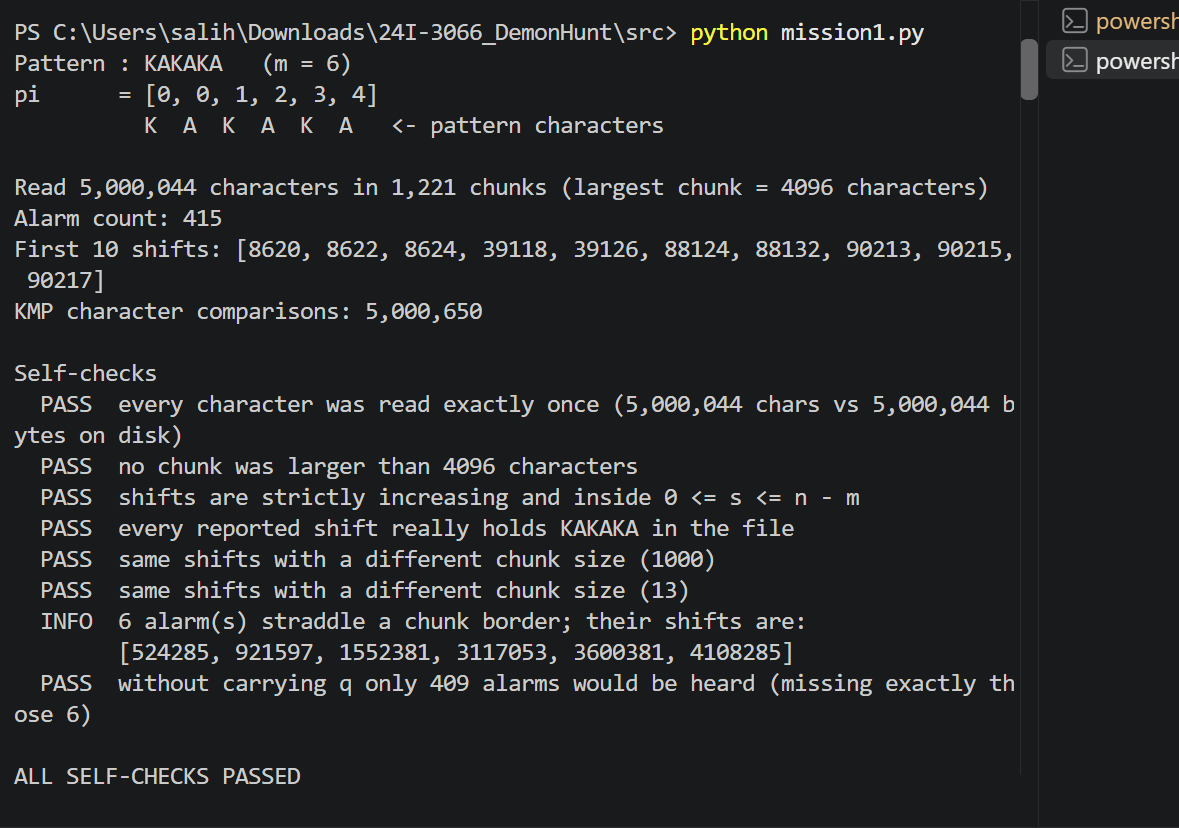 PS C:\Users\salih\Downloads\24I-3066_DemonHunt\src> python mission1.py
Pattern : KAKAKA   (m = 6)
pi      = [0, 0, 1, 2, 3, 4]
          K  A  K  A  K  A   <- pattern characters
Read 5,000,044 characters in 1,221 chunks (largest chunk = 4096 characters)
Alarm count: 415
First 10 shifts: [8620, 8622, 8624, 39118, 39126, 88124, 88132, 90213, 90215,
 90217]
KMP character comparisons: 5,000,650
Self-checks
  PASS  every character was read exactly once (5,000,044 chars vs 5,000,044 b
ytes on disk)
  PASS  no chunk was larger than 4096 characters
  PASS  shifts are strictly increasing and inside 0 <= s <= n - m
  PASS  every reported shift really holds KAKAKA in the file
  PASS  same shifts with a different chunk size (1000)
  PASS  same shifts with a different chunk size (13)
  INFO  6 alarm(s) straddle a chunk border; their shifts are:
        [524285, 921597, 1552381, 3117053, 3600381, 4108285]
  PASS  without carrying q only 409 alarms would be heard (missing exactly th
ose 6)
ALL SELF-CHECKS PASSED
powersh
powersh